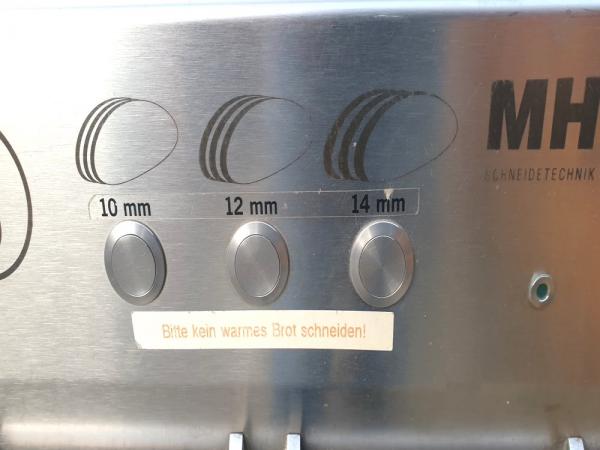 MH
SCHNEIDETECHNIK
10 mm 12 mm 14 mm
Bitte kein warmes Brot schneiden!